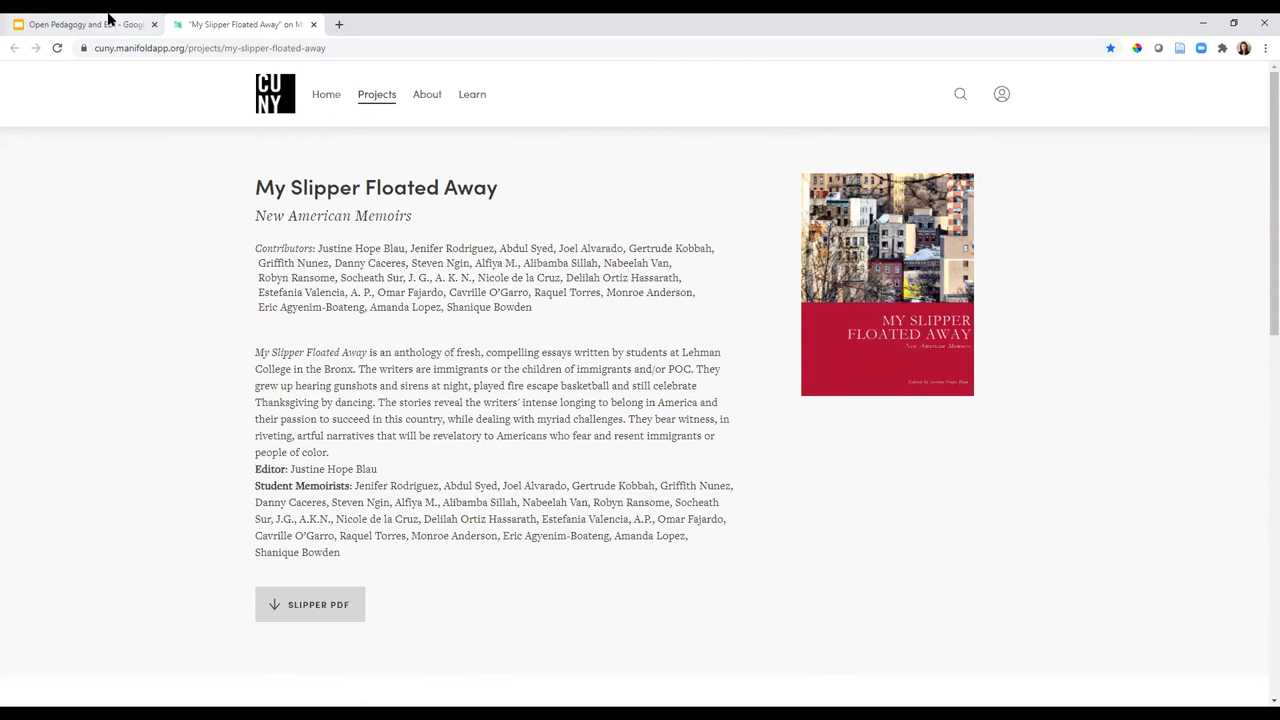 Open Pedagogy and E - Googl
"My Slipper Floated Away" on M
cuny.manifoldapp.org/projects/my-slipper-floated-away
CU
NY
Home Projects About Learn
My Slipper Floated Away
New American Memoirs
Contributors: Justine Hope Blau, Jenifer Rodriguez, Abdul Syed, Joel Alvarado, Gertrude Kobbah,
Griffith Nunez, Danny Caceres, Steven Ngin, Alfiya M., Alibamba Sillah, Nabeelah Van,
Robyn Ransome, Socheath Sur, J. G., A. K. N., Nicole de la Cruz, Delilah Ortiz Hassarath,
Estefania Valencia, A. P., Omar Fajardo, Cavrille O’Garro, Raquel Torres, Monroe Anderson,
Eric Agyenim-Boateng, Amanda Lopez, Shanique Bowden
My Slipper Floated Away is an anthology of fresh, compelling essays written by students at Lehman
College in the Bronx. The writers are immigrants or the children of immigrants and/or POC. They
grew up hearing gunshots and sirens at night, played fire escape basketball and still celebrate
Thanksgiving by dancing. The stories reveal the writers’ intense longing to belong in America and
their passion to succeed in this country, while dealing with myriad challenges. They bear witness, in
riveting, artful narratives that will be revelatory to Americans who fear and resent immigrants or
people of color.
Editor: Justine Hope Blau
Student Memoirists: Jenifer Rodriguez, Abdul Syed, Joel Alvarado, Gertrude Kobbah, Griffith Nunez,
Danny Caceres, Steven Ngin, Alfiya M., Alibamba Sillah, Nabeelah Van, Robyn Ransome, Socheath
Sur, J.G., A.K.N., Nicole de la Cruz, Delilah Ortiz Hassarath, Estefania Valencia, A.P., Omar Fajardo,
Cavrille O’Garro, Raquel Torres, Monroe Anderson, Eric Agyenim-Boateng, Amanda Lopez,
Shanique Bowden
SLIPPER PDF
MY SLIPPER
FLOATED AWAY
New American Memoirs
Edited by Justine Hope Blau